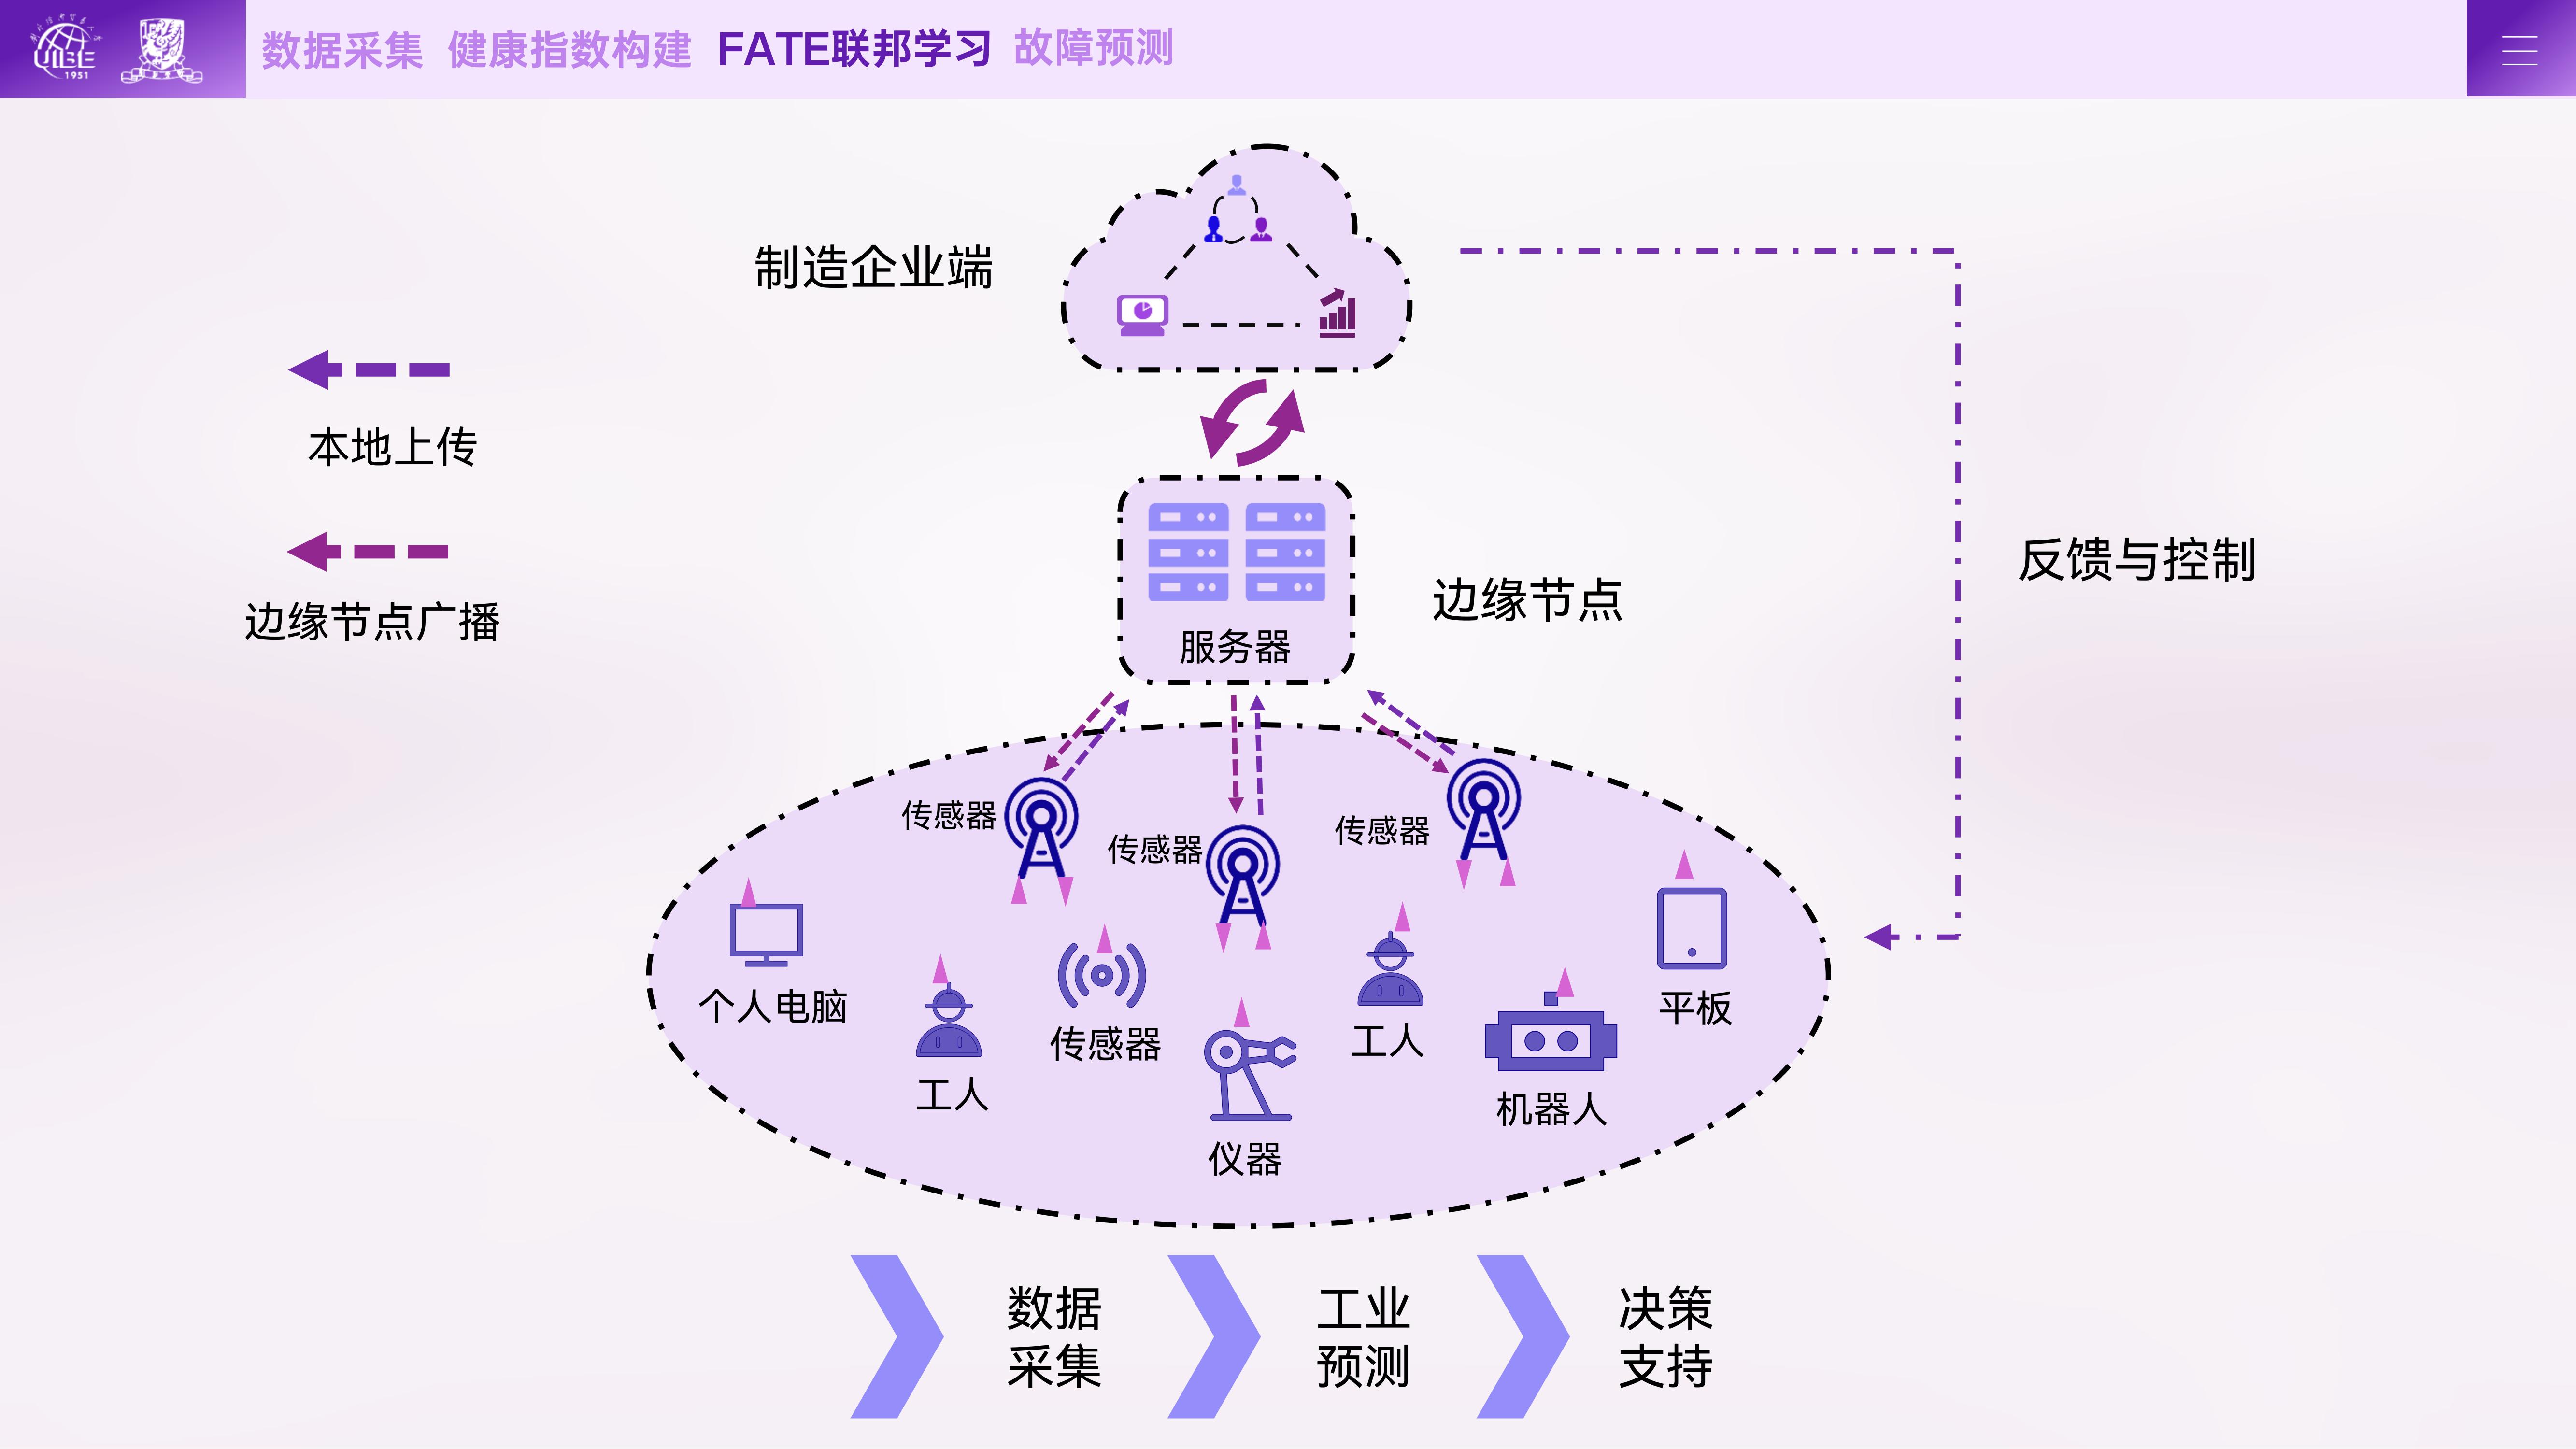 UIBE
1951
数据采集 健康指数构建 FATE联邦学习 故障预测
制造企业端
本地上传
边缘节点广播
服务器
边缘节点
反馈与控制
传感器
传感器
传感器
个人电脑
工人
传感器
仪器
工人
机器人
平板
数据
采集
工业
预测
决策
支持